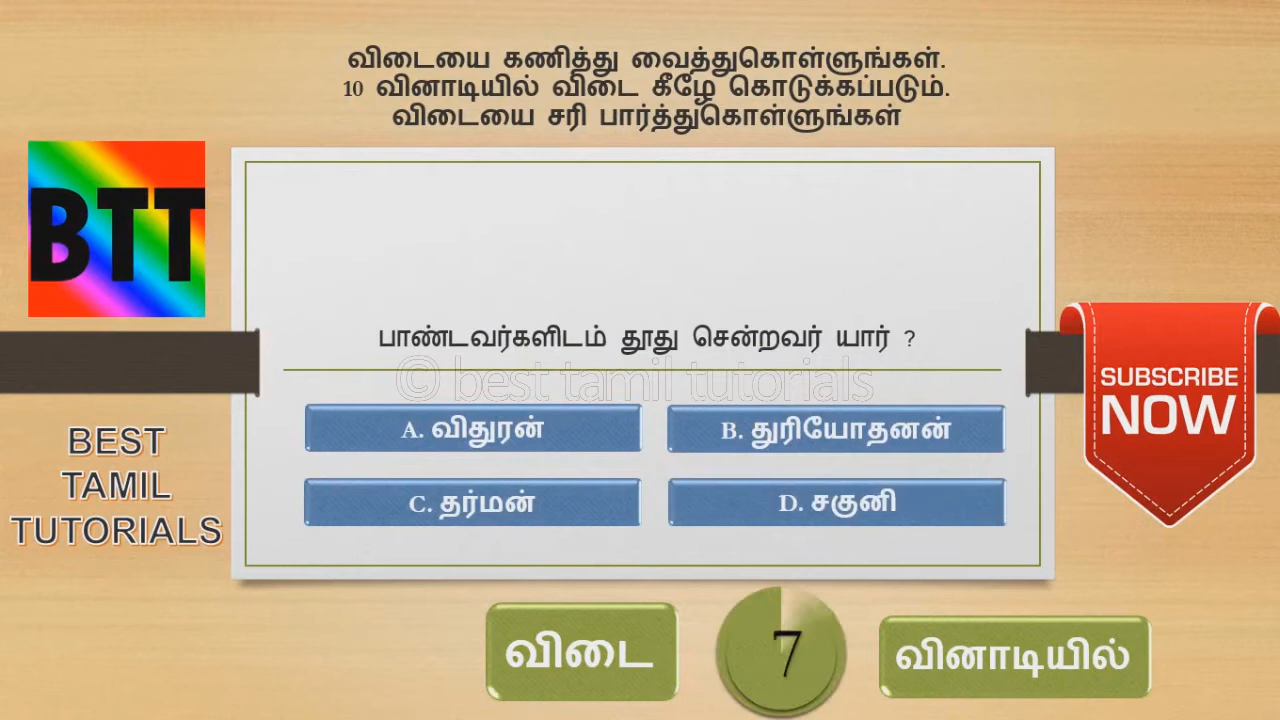 விடையை கணித்து வைத்துகொள்ளுங்கள்.
10 வினாடியில் விடை கீழே கொடுக்கப்படும்.
விடையை சரி பார்த்துகொள்ளுங்கள்
BTT
பாண்டவர்களிடம் தூது சென்றவர் யார் ?
© best tamil tutorials
A. விதுரன்
B. துரியோதனன்
C. தர்மன்
D. சகுனி
SUBSCRIBE
NOW
BEST
TAMIL
TUTORIALS
விடை
7
வினாடியில்